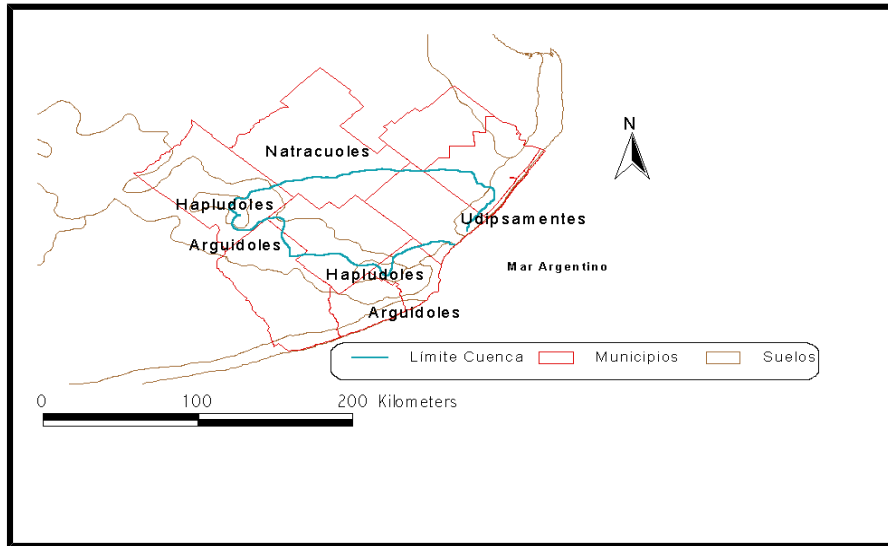 N
Natracuoles
Hapludoles
Udipsamentes
Arguidoles
Mar Argentino
Hapludoles
Arguidoles
Límite Cuenca Municipios Suelos
0 100 200 Kilometers